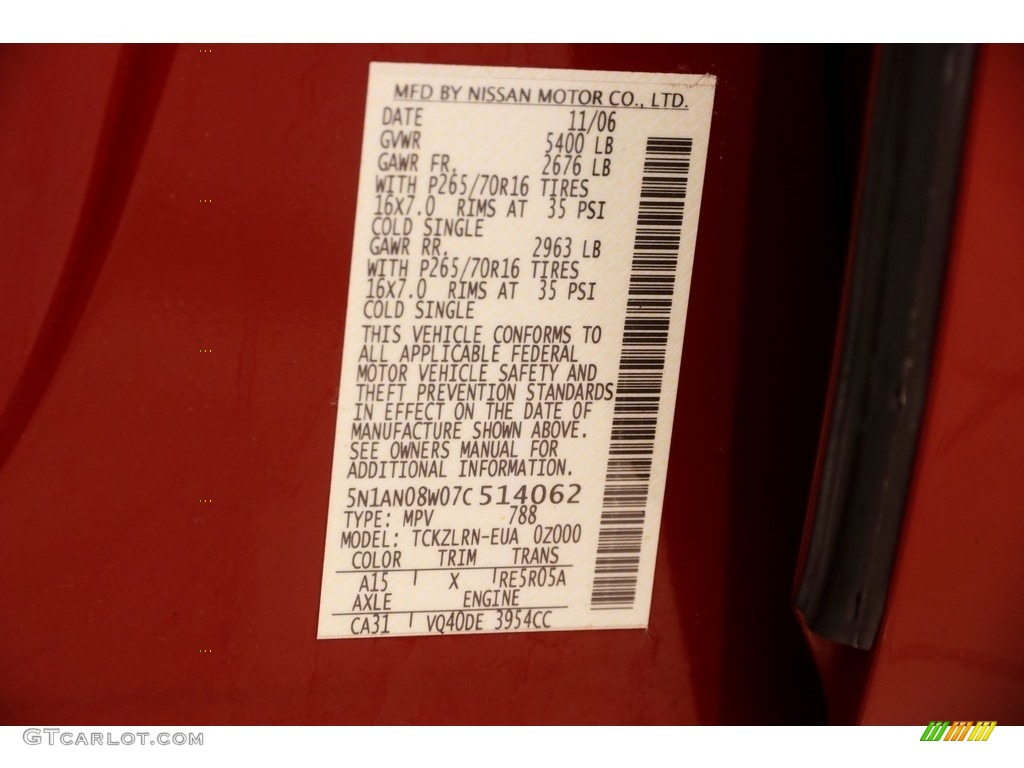 MFD BY NISSAN MOTOR CO., LTD.
DATE 11/06
GVWR 5400 LB
GAWR FR. 2676 LB
WITH P265/70R16 TIRES
16X7.0 RIMS AT 35 PSI
COLD SINGLE
GAWR RR. 2963 LB
WITH P265/70R16 TIRES
16X7.0 RIMS AT 35 PSI
COLD SINGLE
THIS VEHICLE CONFORMS TO
ALL APPLICABLE FEDERAL
MOTOR VEHICLE SAFETY AND
THEFT PREVENTION STANDARDS
IN EFFECT ON THE DATE OF
MANUFACTURE SHOWN ABOVE.
SEE OWNERS MANUAL FOR
ADDITIONAL INFORMATION.
5N1AN08W07C514062
TYPE: MPV 788
MODEL: TCKZLRN-EUA 0Z000
COLOR TRIM TRANS
A15 X RE5R05A
AXLE ENGINE
CA31 VQ40DE 3954CC
GTCarlot.com